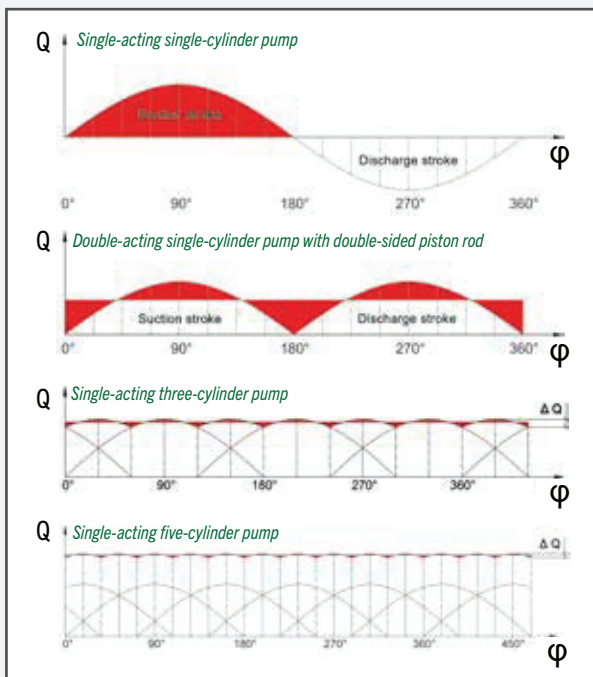 Q Single-acting single-cylinder pump
Discharge stroke
φ
0° 90° 180° 270° 360°
Q Double-acting single-cylinder pump with double-sided piston rod
Suction stroke Discharge stroke
0° 90° 180° 270° 360°
φ
Q Single-acting three-cylinder pump
Δ Q
0° 90° 180° 270° 360°
φ
Q Single-acting five-cylinder pump
Δ Q
0° 90° 180° 270° 360° 450°
φ